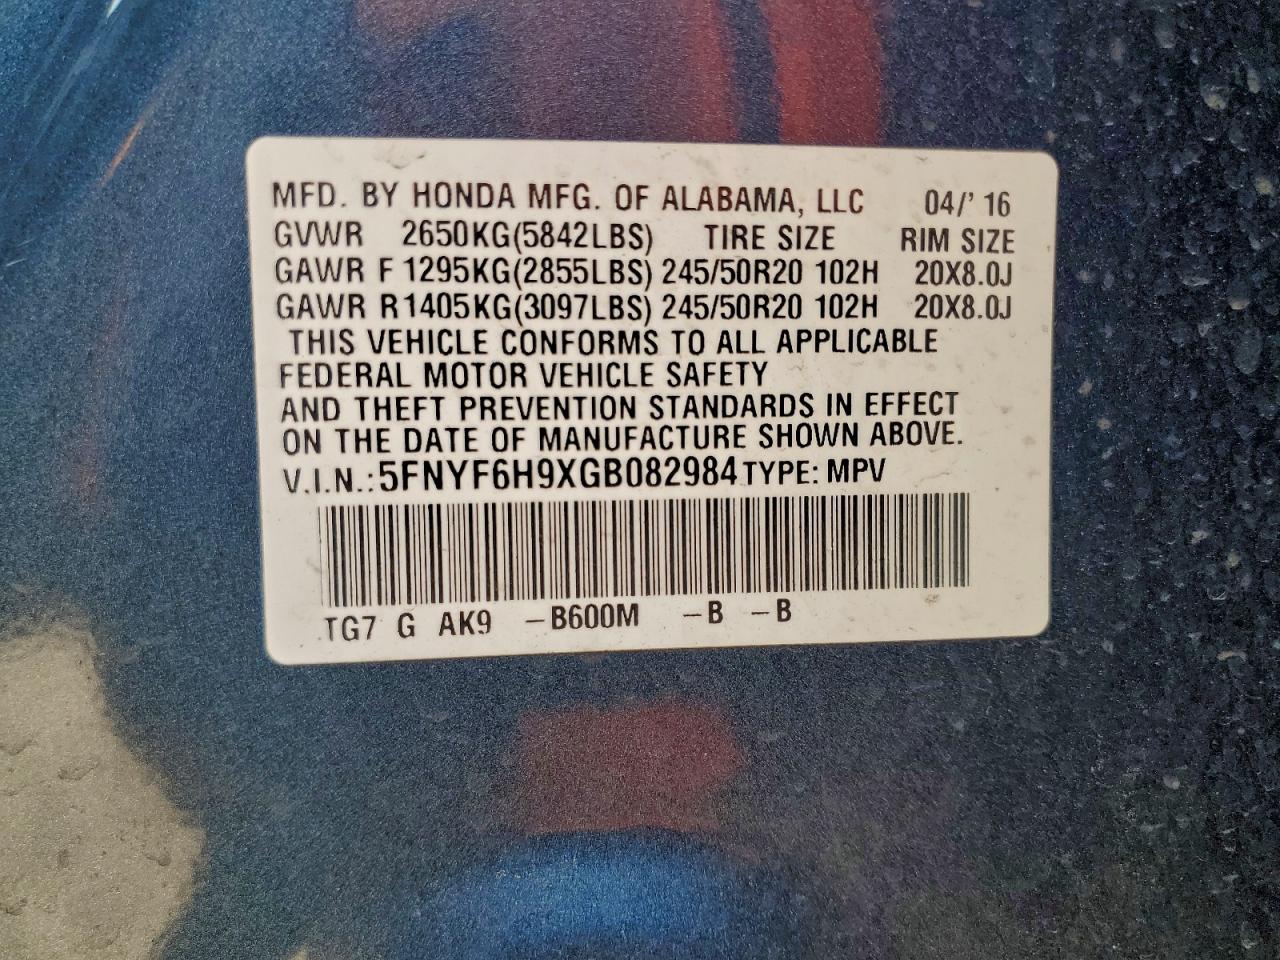 MFD. BY HONDA MFG. OF ALABAMA, LLC 04/' 16
GVWR 2650KG(5842LBS) TIRE SIZE RIM SIZE
GAWR F 1295KG(2855LBS) 245/50R20 102H 20X8.0J
GAWR R1405KG(3097LBS) 245/50R20 102H 20X8.0J
THIS VEHICLE CONFORMS TO ALL APPLICABLE
FEDERAL MOTOR VEHICLE SAFETY
AND THEFT PREVENTION STANDARDS IN EFFECT
ON THE DATE OF MANUFACTURE SHOWN ABOVE.
V.I.N.: 5FNYF6H9XGB082984 TYPE: MPV
TG7 G AK9 –B600M –B –B